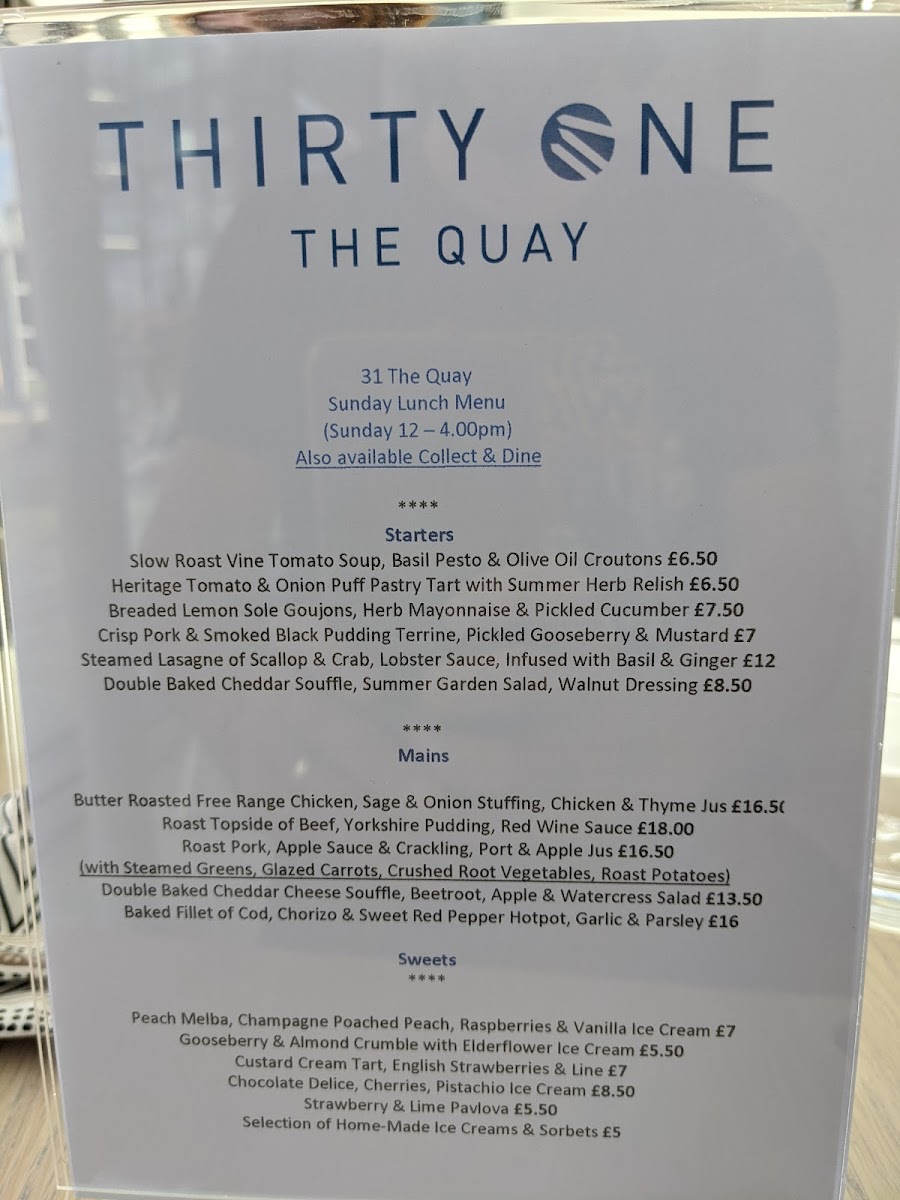 THIRTY ONE
THE QUAY
31 The Quay
Sunday Lunch Menu
(Sunday 12 – 4.00pm)
Also available Collect & Dine
****
Starters
Slow Roast Vine Tomato Soup, Basil Pesto & Olive Oil Croutons £6.50
Heritage Tomato & Onion Puff Pastry Tart with Summer Herb Relish £6.50
Breaded Lemon Sole Goujons, Herb Mayonnaise & Pickled Cucumber £7.50
Crisp Pork & Smoked Black Pudding Terrine, Pickled Gooseberry & Mustard £7
Steamed Lasagne of Scallop & Crab, Lobster Sauce, Infused with Basil & Ginger £12
Double Baked Cheddar Souffle, Summer Garden Salad, Walnut Dressing £8.50
****
Mains
Butter Roasted Free Range Chicken, Sage & Onion Stuffing, Chicken & Thyme Jus £16.50
Roast Topside of Beef, Yorkshire Pudding, Red Wine Sauce £18.00
Roast Pork, Apple Sauce & Crackling, Port & Apple Jus £16.50
(with Steamed Greens, Glazed Carrots, Crushed Root Vegetables, Roast Potatoes)
Double Baked Cheddar Cheese Souffle, Beetroot, Apple & Watercress Salad £13.50
Baked Fillet of Cod, Chorizo & Sweet Red Pepper Hotpot, Garlic & Parsley £16
Sweets
****
Peach Melba, Champagne Poached Peach, Raspberries & Vanilla Ice Cream £7
Gooseberry & Almond Crumble with Elderflower Ice Cream £5.50
Custard Cream Tart, English Strawberries & Line £7
Chocolate Delice, Cherries, Pistachio Ice Cream £8.50
Strawberry & Lime Pavlova £5.50
Selection of Home-Made Ice Creams & Sorbets £5